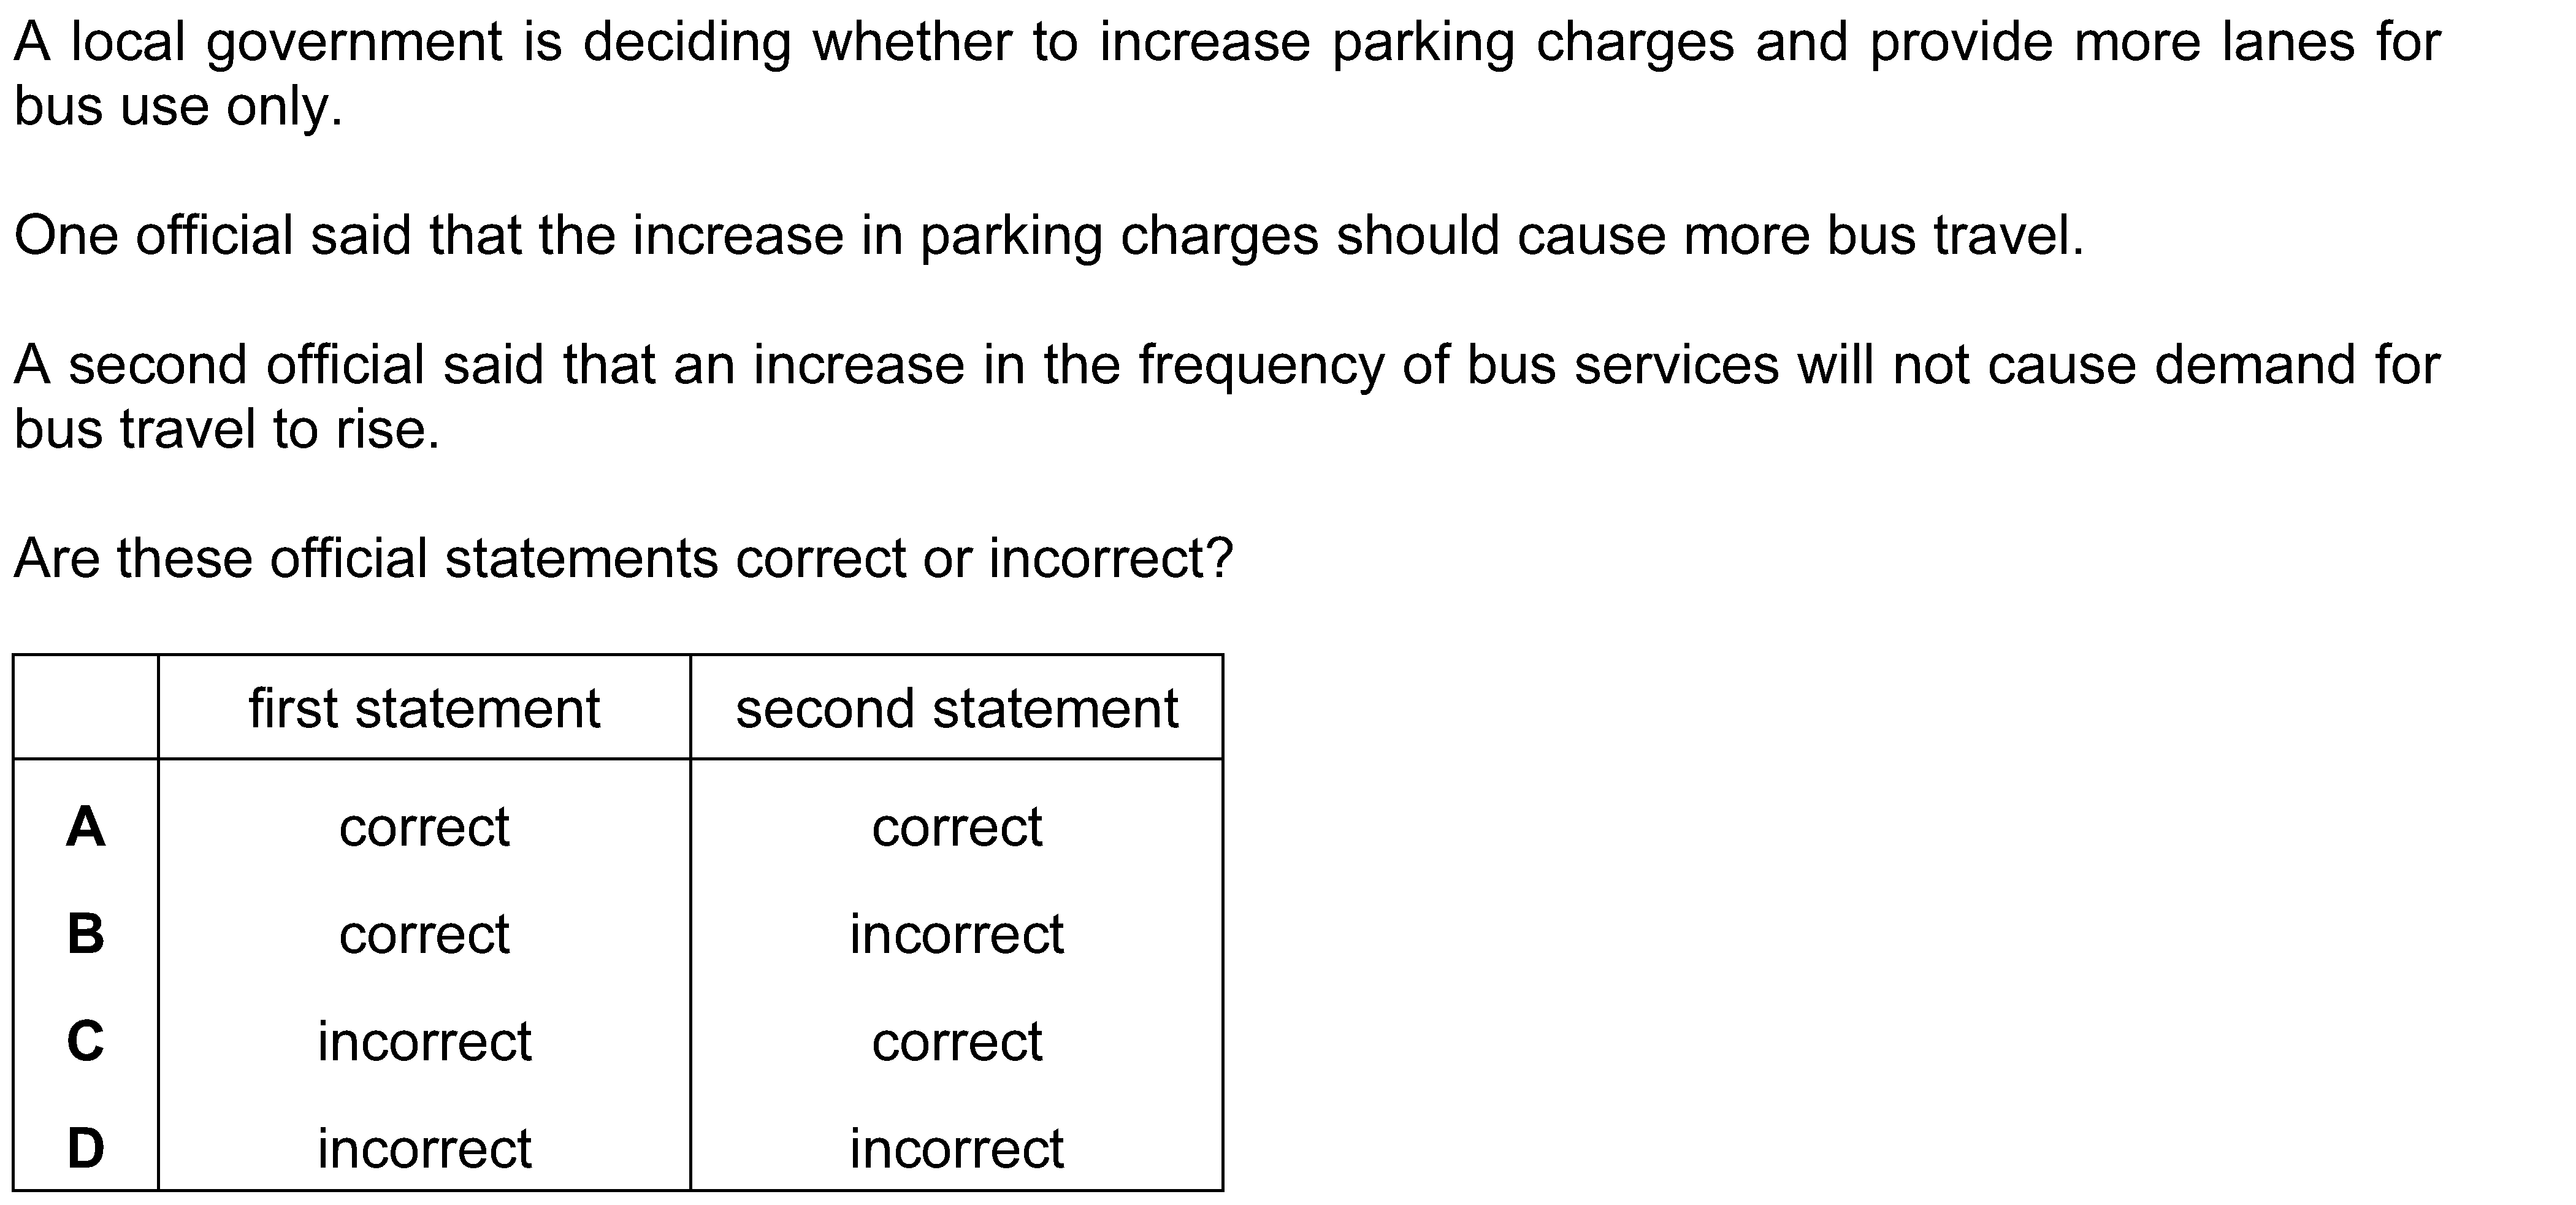 A local government is deciding whether to increase parking charges and provide more lanes for
bus use only.
One official said that the increase in parking charges should cause more bus travel.
A second official said that an increase in the frequency of bus services will not cause demand for
bus travel to rise.
Are these official statements correct or incorrect?
first statement second statement
A correct correct
B correct incorrect
C incorrect correct
D incorrect incorrect